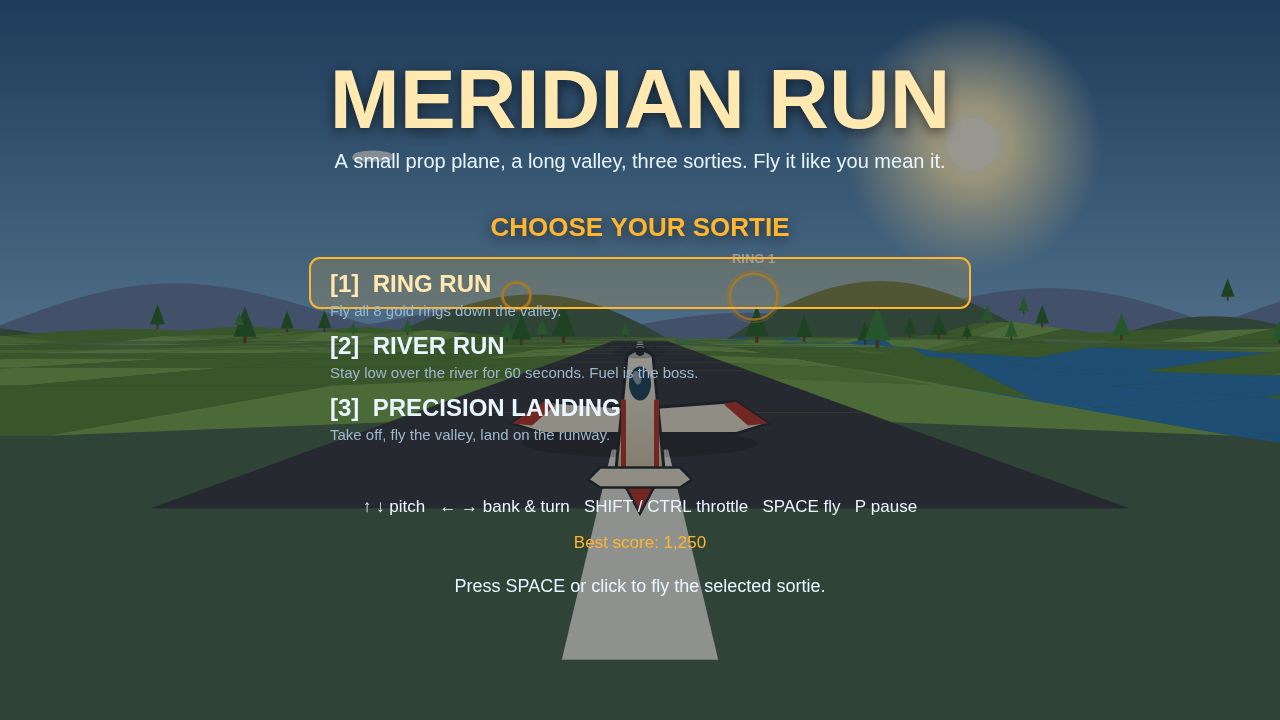 MERIDIAN RUN
A small prop plane, a long valley, three sorties. Fly it like you mean it.
CHOOSE YOUR SORTIE
RING 1
[1] RING RUN
Fly all 8 gold rings down the valley.
[2] RIVER RUN
Stay low over the river for 60 seconds. Fuel is the boss.
[3] PRECISION LANDING
Take off, fly the valley, land on the runway.
↑ ↓ pitch ← → bank & turn SHIFT / CTRL throttle SPACE fly P pause
Best score: 1,250
Press SPACE or click to fly the selected sortie.